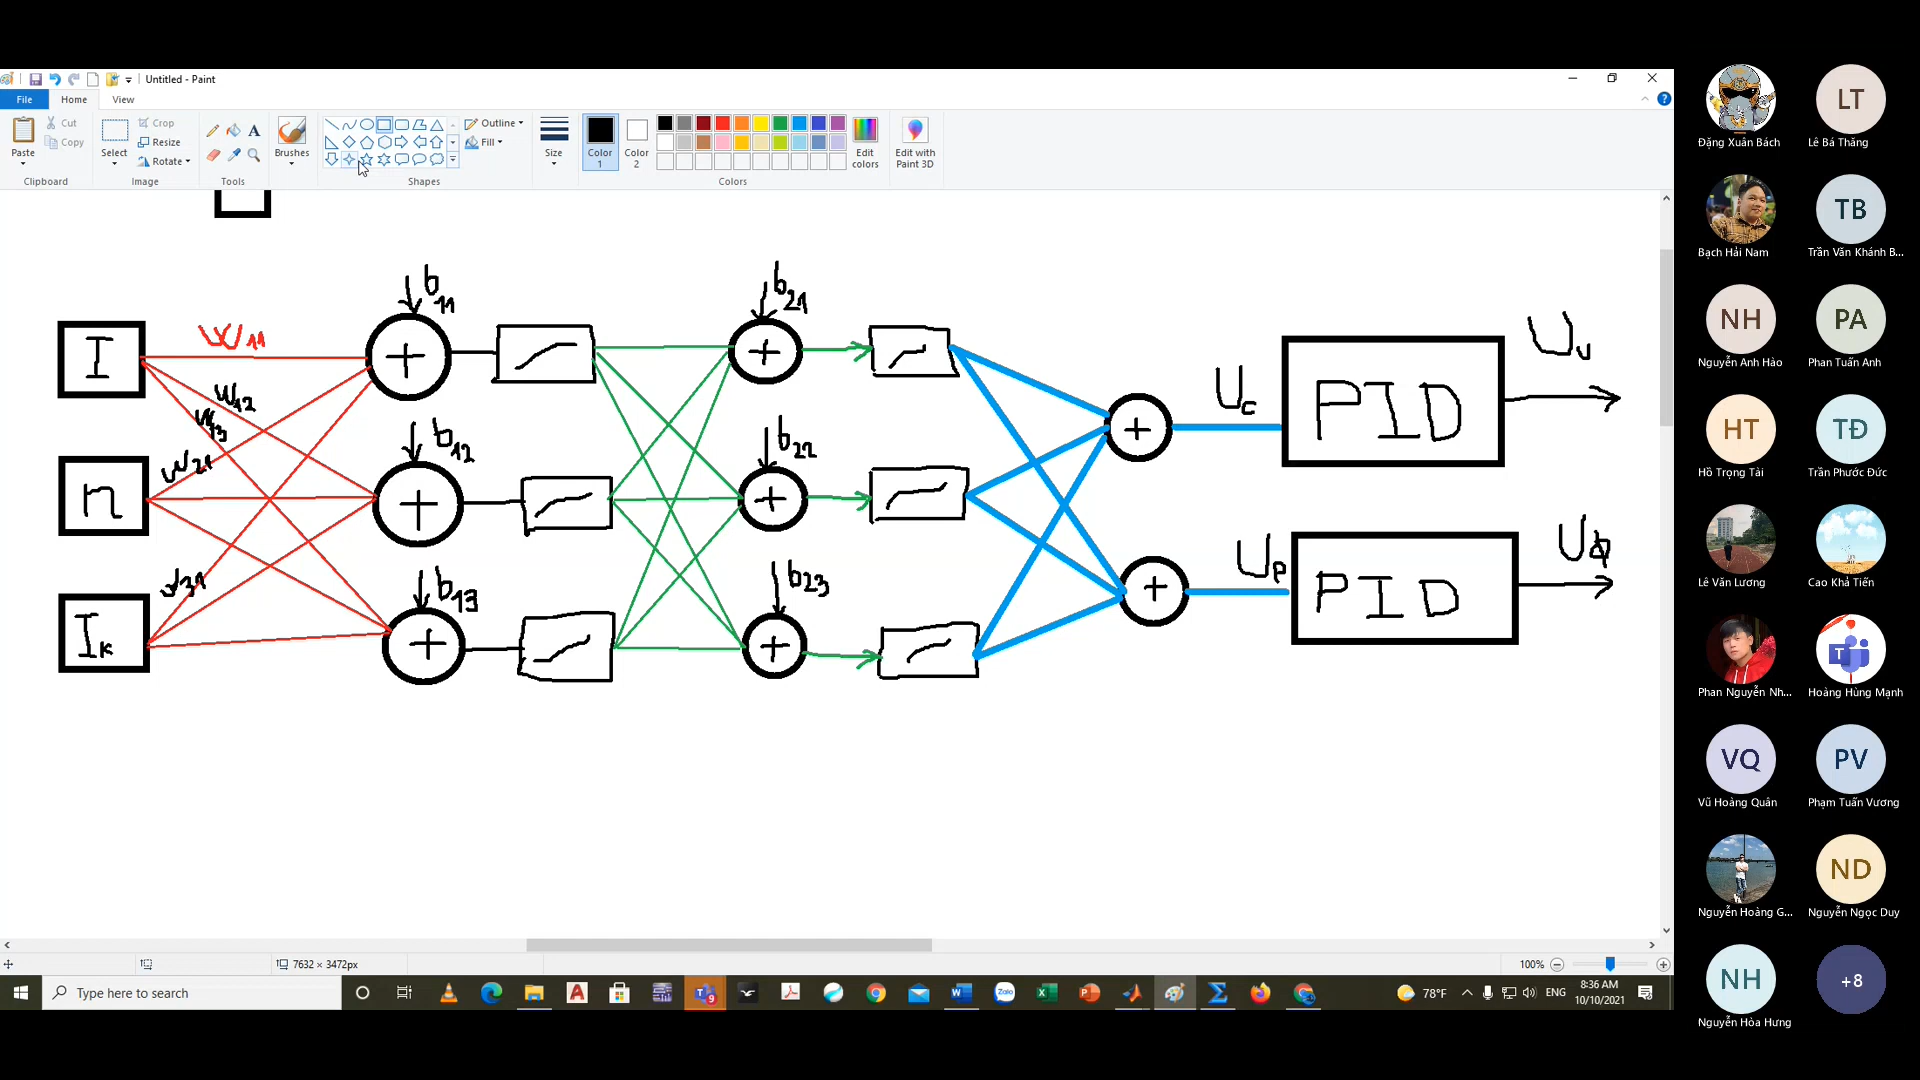 Untitled - Paint
File Home View
Paste
Cut
Copy
Clipboard
Select
Crop
Resize
Rotate
Image
Tools
Brushes
Shapes
Outline
Fill
Size
Color 1
Color 2
Colors
Edit colors
Edit with Paint 3D
b11
b21
I
W11
W12
W13
Uc
PID
Uv
n
W21
b12
b22
Ik
W31
b13
b23
Up
PID
7632 × 3472px
100%
Type here to search
78°F
ENG
8:36 AM
10/10/2021
Đặng Xuân Bách
LT
Lê Bá Thăng
Bạch Hải Nam
TB
Trần Văn Khánh B...
NH
Nguyễn Anh Hào
PA
Phan Tuấn Anh
HT
Hồ Trọng Tài
TĐ
Trần Phước Đức
Lê Văn Lương
Cao Khả Tiến
Phan Nguyễn Nh...
Hoàng Hùng Mạnh
VQ
Vũ Hoàng Quân
PV
Phạm Tuấn Vương
Nguyễn Hoàng G...
ND
Nguyễn Ngọc Duy
NH
Nguyễn Hòa Hưng
+8